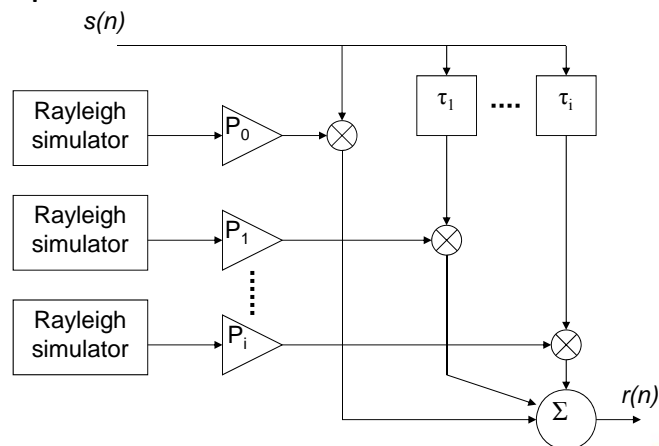 s(n)
Rayleigh
simulator
P₀
τ₁
....
τᵢ
Rayleigh
simulator
P₁
Rayleigh
simulator
Pᵢ
Σ
r(n)